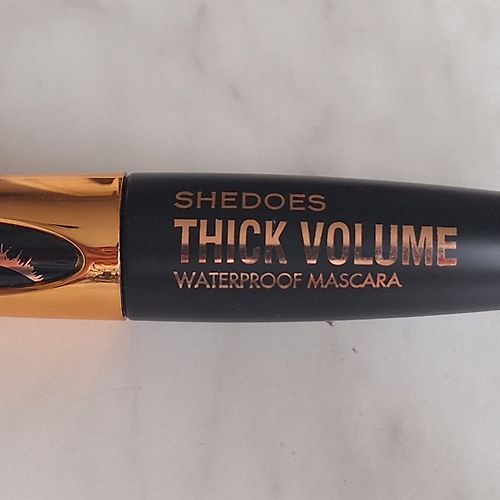 SHEDOES
THICK VOLUME
WATERPROOF MASCARA